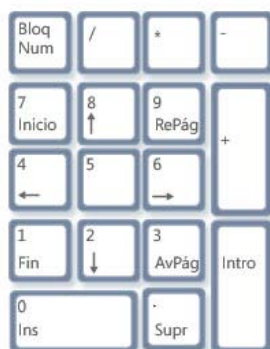 Bloq
Num
/
*
-
7
Inicio
8
↑
9
RePág
+
4
←
5
6
→
1
Fin
2
↓
3
AvPág
Intro
0
Ins
.
Supr